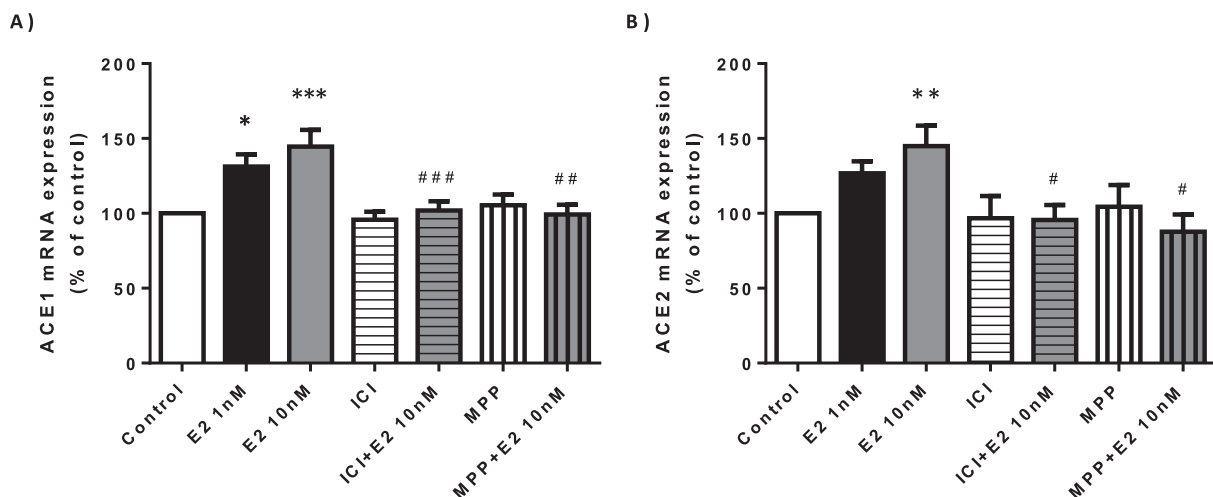 A)
ACE1 mRNA expression
(% of control)
200
150
100
50
0
*
***
###
##
Control
E2 1nM
E2 10nM
ICI
ICI+E2 10nM
MPP
MPP+E2 10nM
B)
ACE2 mRNA expression
(% of control)
200
150
100
50
0
**
#
#
Control
E2 1nM
E2 10nM
ICI
ICI+E2 10nM
MPP
MPP+E2 10nM